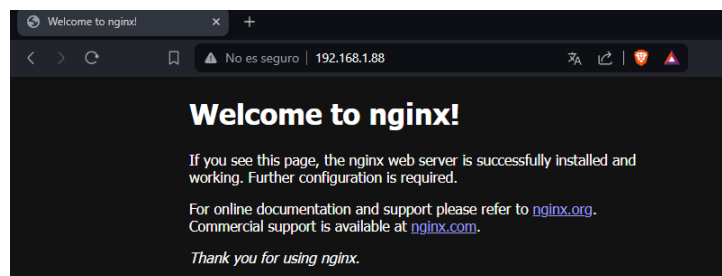 Welcome to nginx!
No es seguro 192.168.1.88
Welcome to nginx!
If you see this page, the nginx web server is successfully installed and
working. Further configuration is required.
For online documentation and support please refer to nginx.org.
Commercial support is available at nginx.com.
Thank you for using nginx.